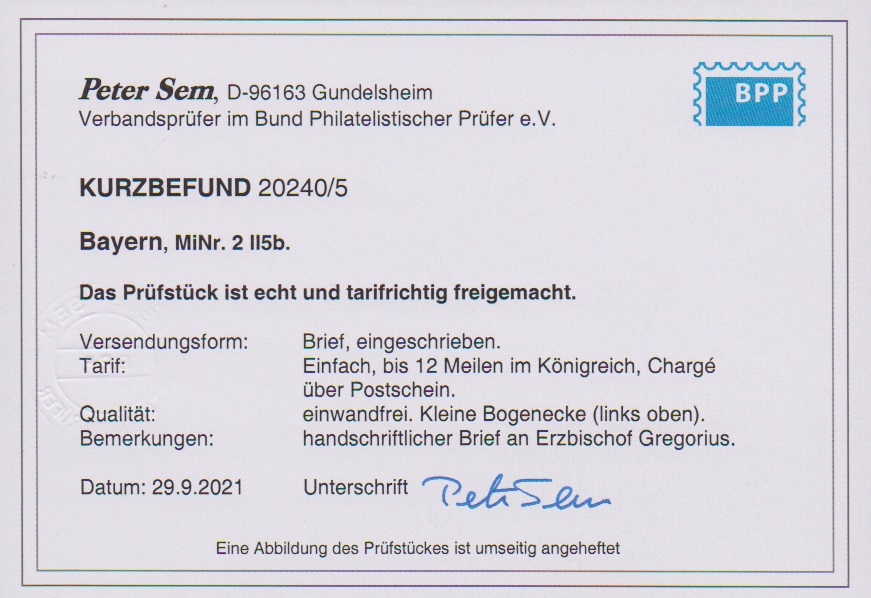 Peter Sem, D-96163 Gundelsheim
Verbandsprüfer im Bund Philatelistischer Prüfer e.V.
BPP
KURZBEFUND 20240/5
Bayern, MiNr. 2 II5b.
Das Prüfstück ist echt und tarifrichtig freigemacht.
Versendungsform: Brief, eingeschrieben.
Tarif: Einfach, bis 12 Meilen im Königreich, Chargé
über Postschein.
Qualität: einwandfrei. Kleine Bogenecke (links oben).
Bemerkungen: handschriftlicher Brief an Erzbischof Gregorius.
Datum: 29.9.2021 Unterschrift Peter Sem
Eine Abbildung des Prüfstückes ist umseitig angeheftet